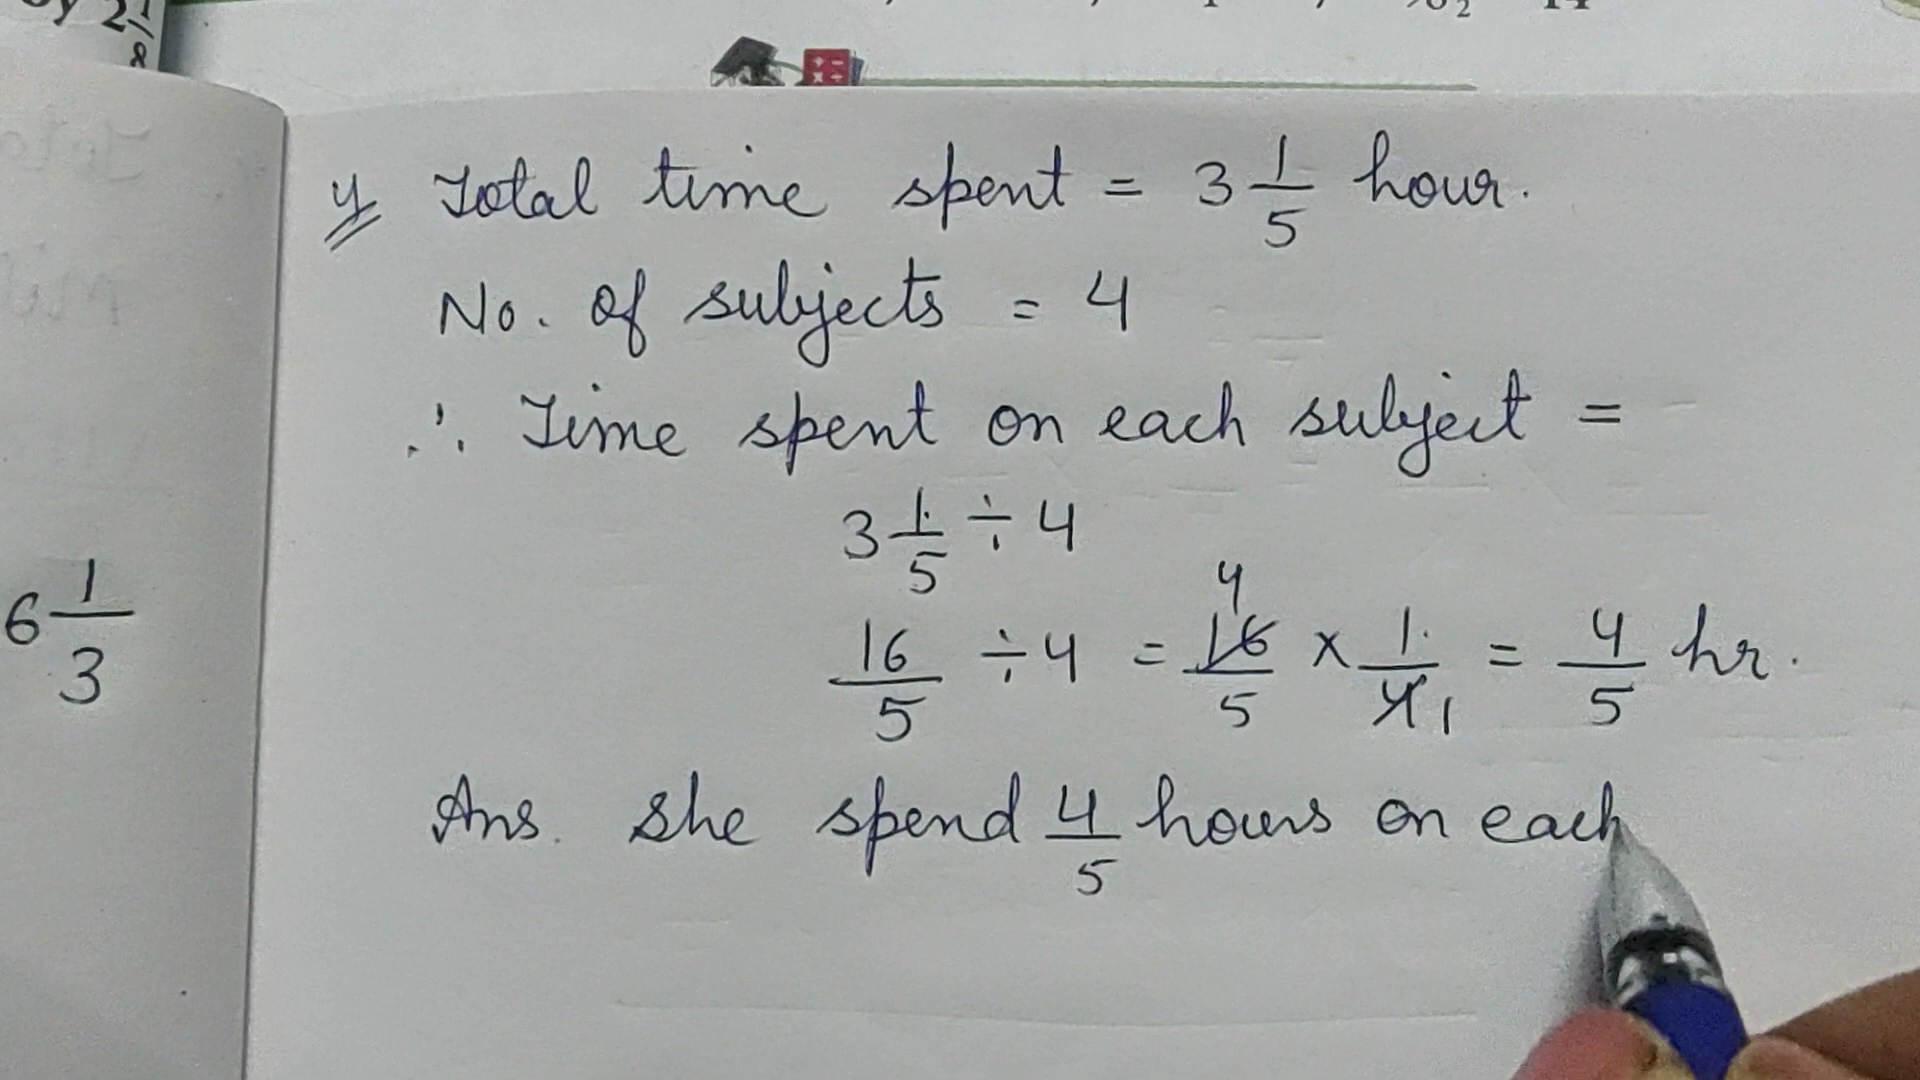 4) Total time spent = 3 1/5 hour.
No. of subjects = 4
∴ Time spent on each subject =
3 1/5 ÷ 4
16/5 ÷ 4 = 16/5 4 × 1/4 1 = 4/5 hr.
Ans. She spend 4/5 hours on each
6 1/3